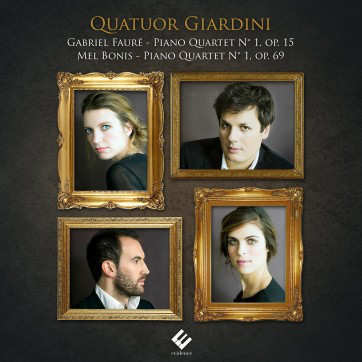 QUATUOR GIARDINI
GABRIEL FAURÉ - PIANO QUARTET N° 1, OP. 15
MEL BONIS - PIANO QUARTET N° 1, OP. 69
evidence